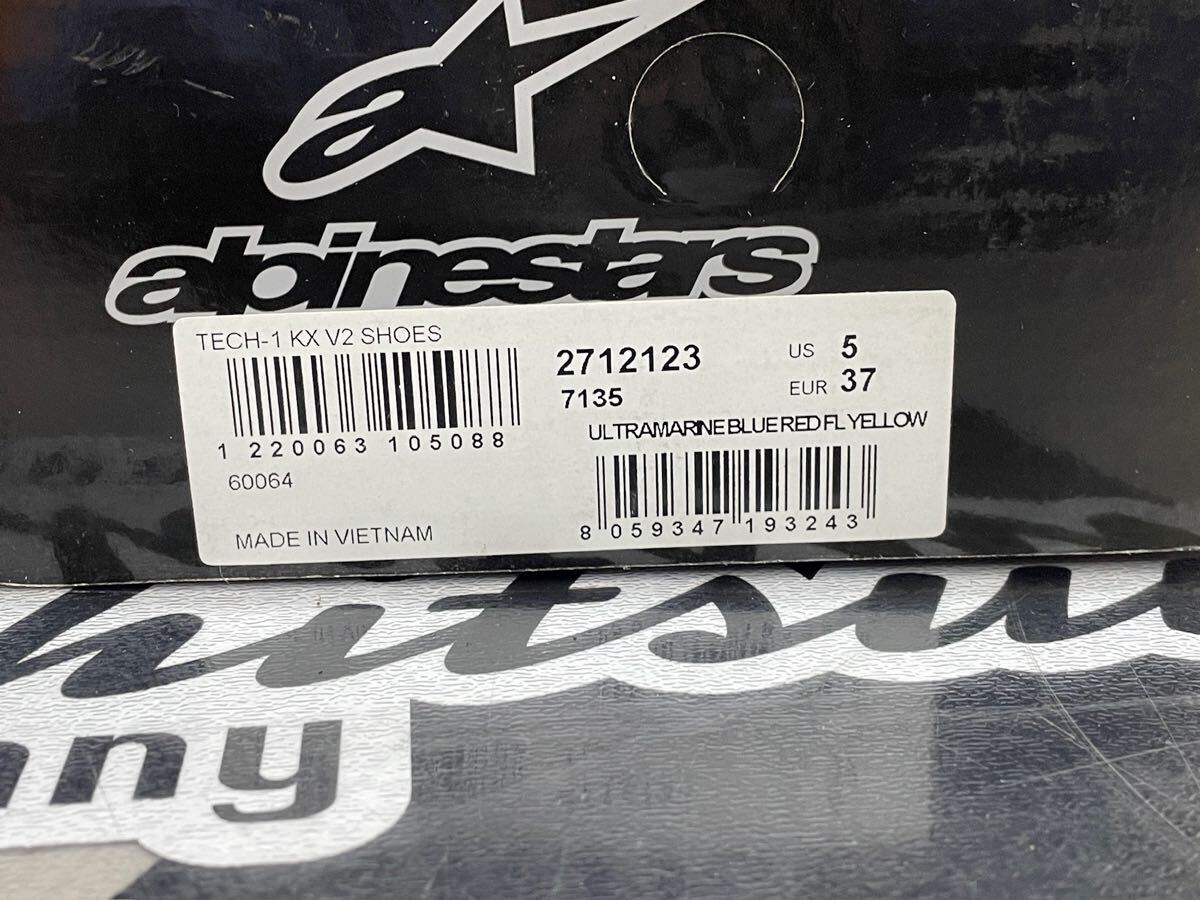 alpinestars
TECH-1 KX V2 SHOES
2712123
US 5
7135
EUR 37
ULTRAMARINE BLUE RED FL YELLOW
1 220063 105088
60064
8 059347 193243
MADE IN VIETNAM